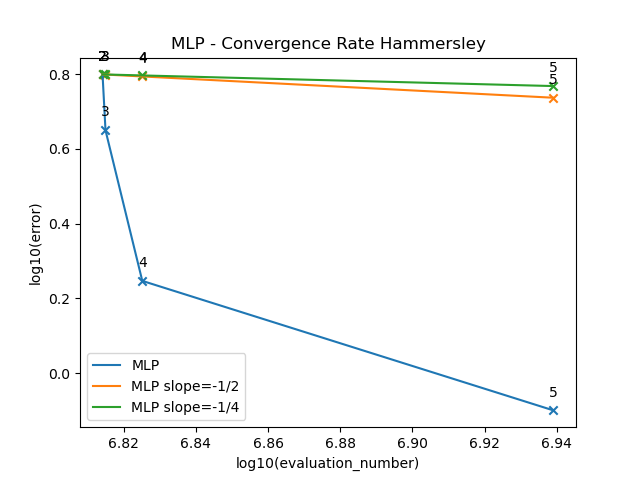 MLP - Convergence Rate Hammersley
2 3 4 5
5
3
4
5
0.8
0.6
0.4
0.2
0.0
log10(error)
MLP
MLP slope=-1/2
MLP slope=-1/4
6.82 6.84 6.86 6.88 6.90 6.92 6.94
log10(evaluation_number)